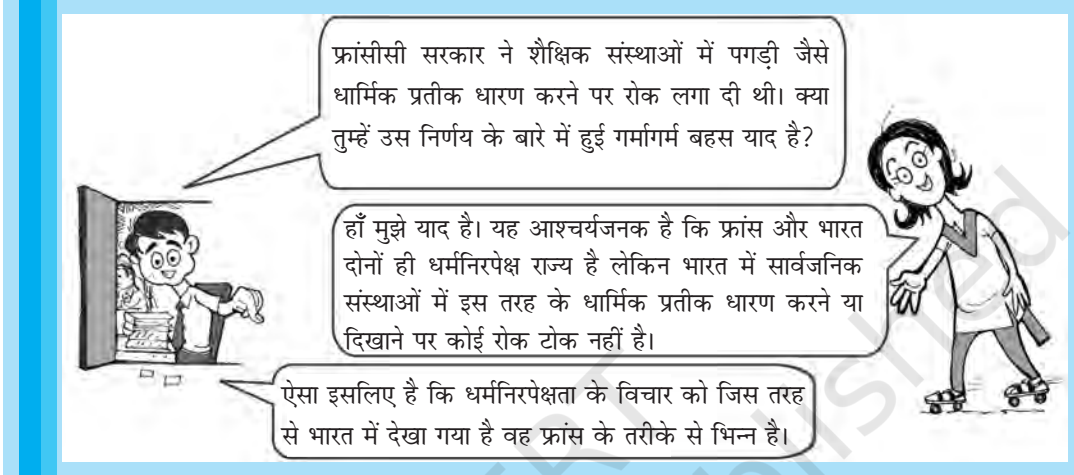 फ्रांसीसी सरकार ने शैक्षिक संस्थाओं में पगड़ी जैसे
धार्मिक प्रतीक धारण करने पर रोक लगा दी थी। क्या
तुम्हें उस निर्णय के बारे में हुई गर्मागर्म बहस याद है?
हाँ मुझे याद है। यह आश्चर्यजनक है कि फ्रांस और भारत
दोनों ही धर्मनिरपेक्ष राज्य है लेकिन भारत में सार्वजनिक
संस्थाओं में इस तरह के धार्मिक प्रतीक धारण करने या
दिखाने पर कोई रोक टोक नहीं है।
ऐसा इसलिए है कि धर्मनिरपेक्षता के विचार को जिस तरह
से भारत में देखा गया है वह फ्रांस के तरीके से भिन्न है।